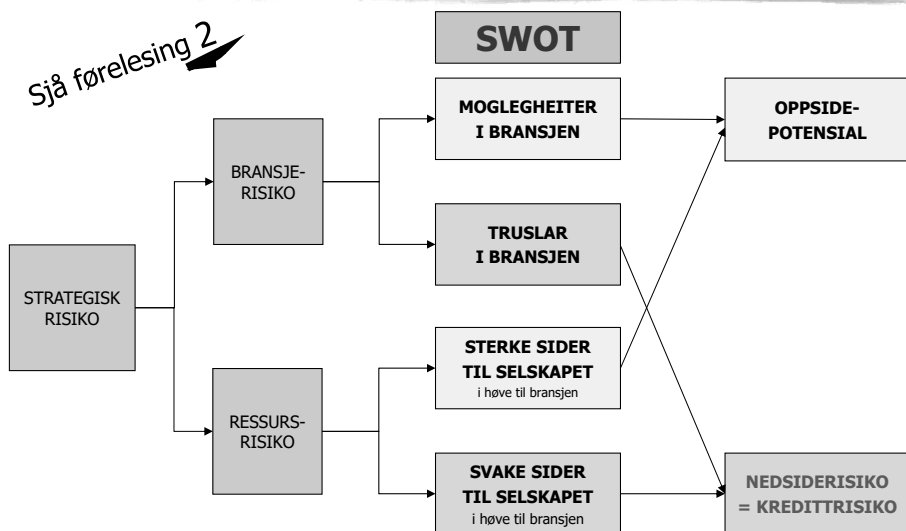 Sjå førelesing 2
SWOT
MOGLEGHEITER
I BRANSJEN
OPPSIDE-
POTENSIAL
BRANSJE-
RISIKO
TRUSLAR
I BRANSJEN
STRATEGISK
RISIKO
STERKE SIDER
TIL SELSKAPET
i høve til bransjen
RESSURS-
RISIKO
SVAKE SIDER
TIL SELSKAPET
i høve til bransjen
NEDSIDERISIKO
= KREDITTRISIKO